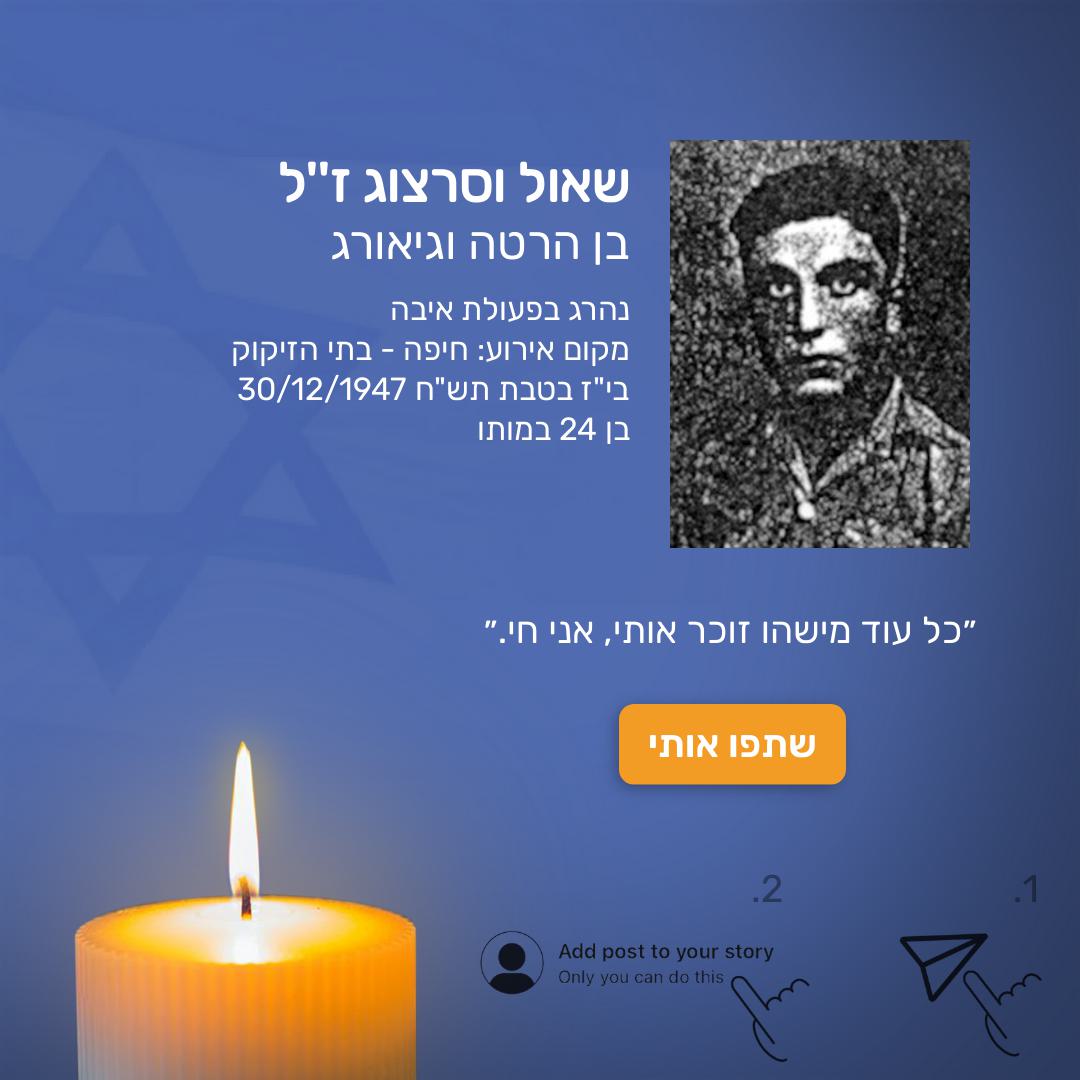 שאול וסרצוג ז"ל
בן הרטה וגיאורג
נהרג בפעולת איבה
מקום אירוע: חיפה - בתי הזיקוק
בי"ז בטבת תש"ח 30/12/1947
בן 24 במותו
״כל עוד מישהו זוכר אותי, אני חי.״
שתפו אותי
1.
2.
Add post to your story
Only you can do this